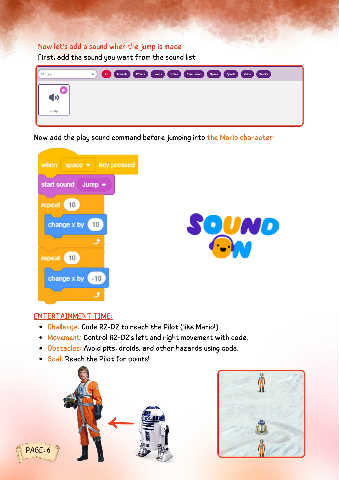 Now let's add a sound when the jump is made
First, add the sound you want from the sound list
Now add the play sound command before jumping into the Mario character
when space key pressed
start sound Jump
repeat 10
change x by 10
repeat 10
change x by -10
SOUND
ON
ENTERTAINMENT TIME:
Challenge: Code R2-D2 to reach the Pilot (like Mario!)
Movement: Control R2-D2's left and right movement with code.
Obstacles: Avoid pits, droids, and other hazards using code.
Goal: Reach the Pilot for points!
PAGE: 6